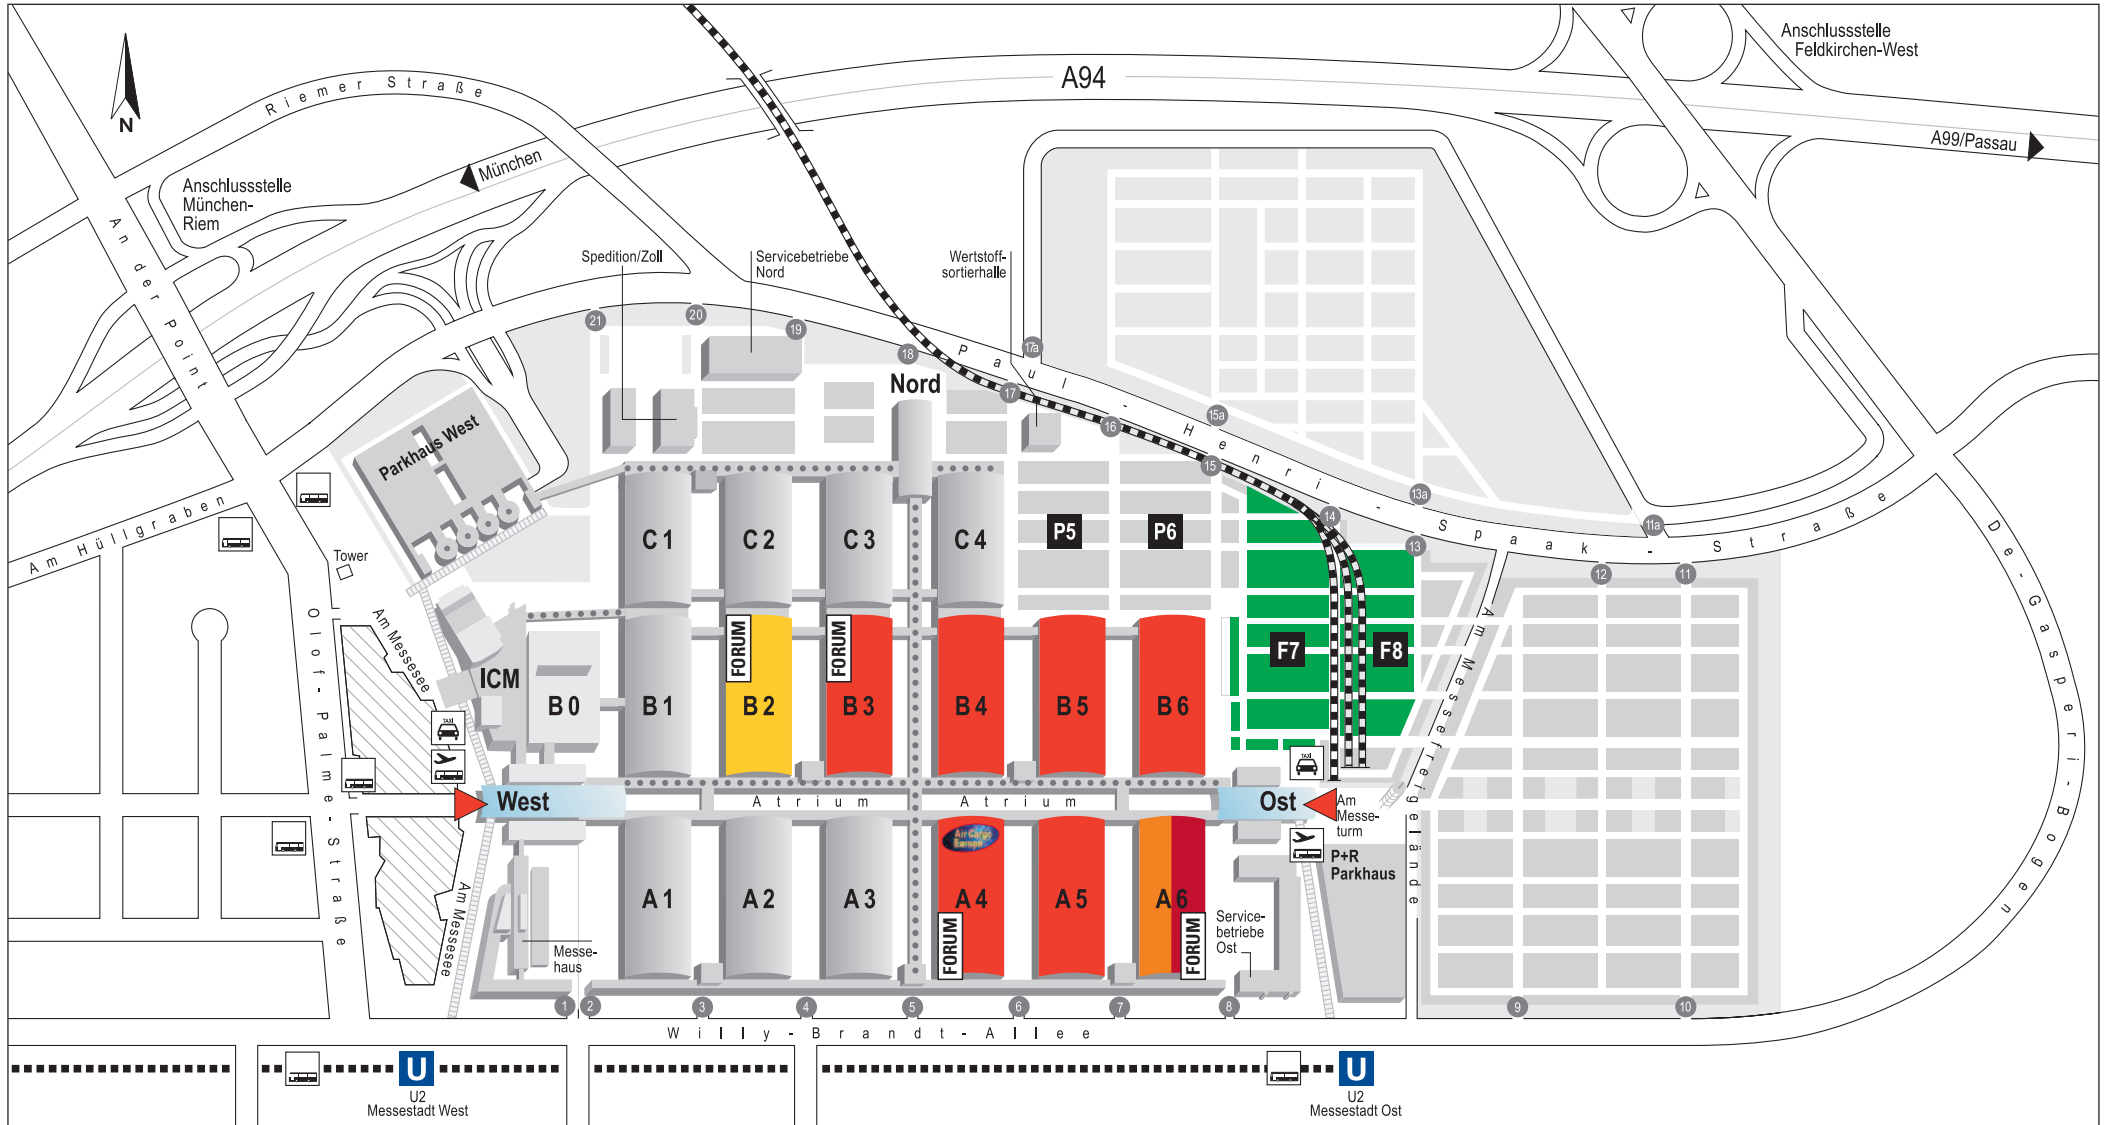 Anschlussstelle
Feldkirchen-West
A94
N
Riemer Straße
München
A99/Passau
Anschlussstelle
München-
Riem
An der Point
Spedition/Zoll
Servicebetriebe
Nord
Wertstoff-
sortierhalle
21
20
19
18
17a
17
16
15a
15
14
13a
13
12
11a
11
Paul-Henri-Spaak-Straße
Nord
Parkhaus West
Am Hüllgraben
Tower
C1
C2
C3
C4
P5
P6
De-Gasperi-Bogen
Olof-Palme-Straße
Am Messesee
ICM
B0
B1
FORUM
B2
FORUM
B3
B4
B5
B6
F7
F8
Am Messefreigelände
TAXI
TAXI
West
Atrium
Atrium
Ost
Am
Messe-
turm
P+R
Parkhaus
Air Cargo
Europe
A1
A2
A3
A4
FORUM
A5
A6
FORUM
Service-
betriebe
Ost
Am Messesee
Messe-
haus
1
2
3
4
5
6
7
8
9
10
Willy-Brandt-Allee
U
U2
Messestadt West
U
U2
Messestadt Ost